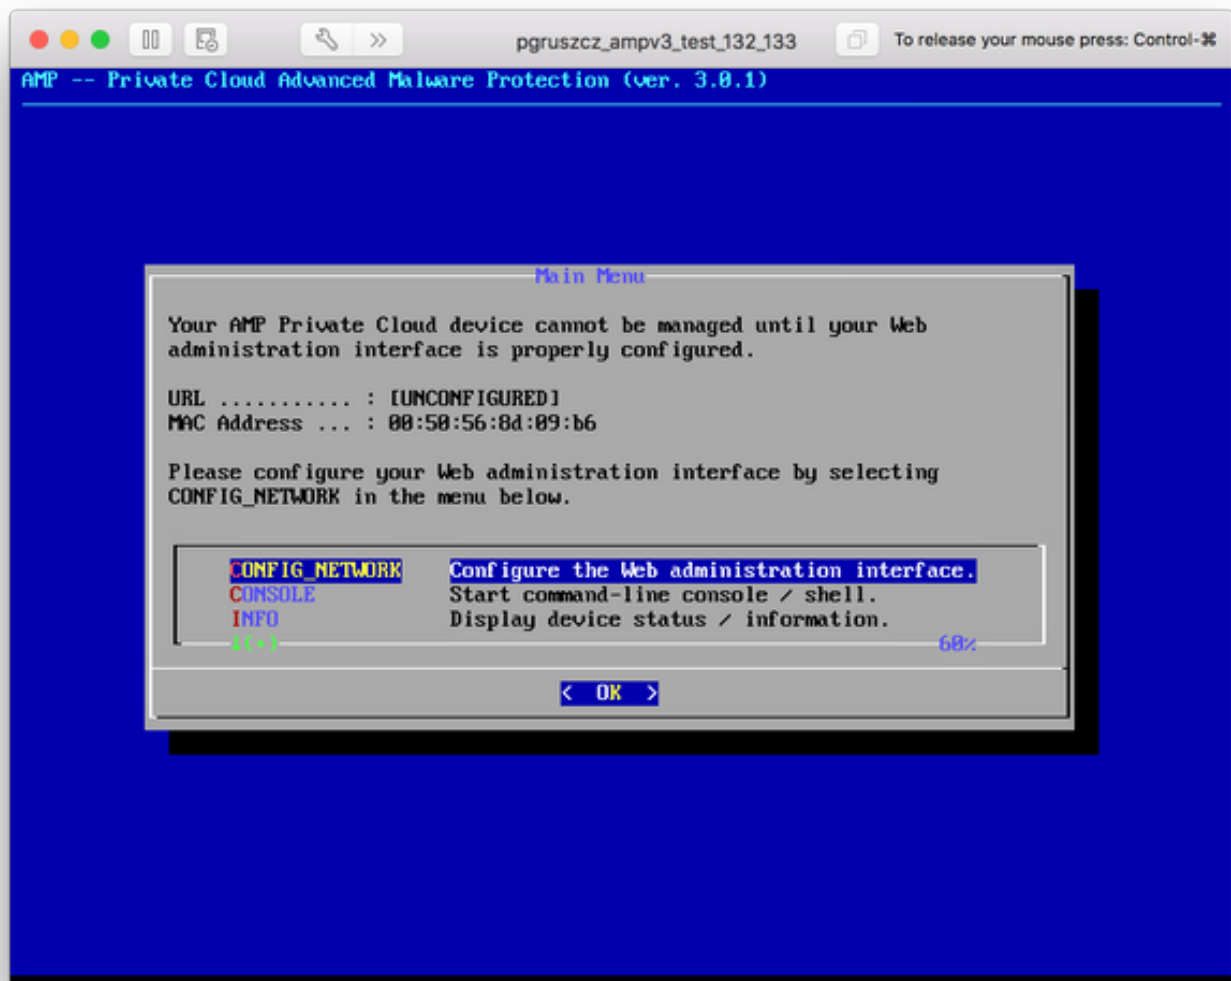 pgruszcz_ampv3_test_132_133
To release your mouse press: Control-⌘
AMP -- Private Cloud Advanced Malware Protection (ver. 3.0.1)
Main Menu
Your AMP Private Cloud device cannot be managed until your Web
administration interface is properly configured.
URL ........... : [UNCONFIGURED]
MAC Address ... : 00:50:56:8d:09:b6
Please configure your Web administration interface by selecting
CONFIG_NETWORK in the menu below.
CONFIG_NETWORK Configure the Web administration interface.
CONSOLE Start command-line console / shell.
INFO Display device status / information.
↓(+) 60%
< OK >